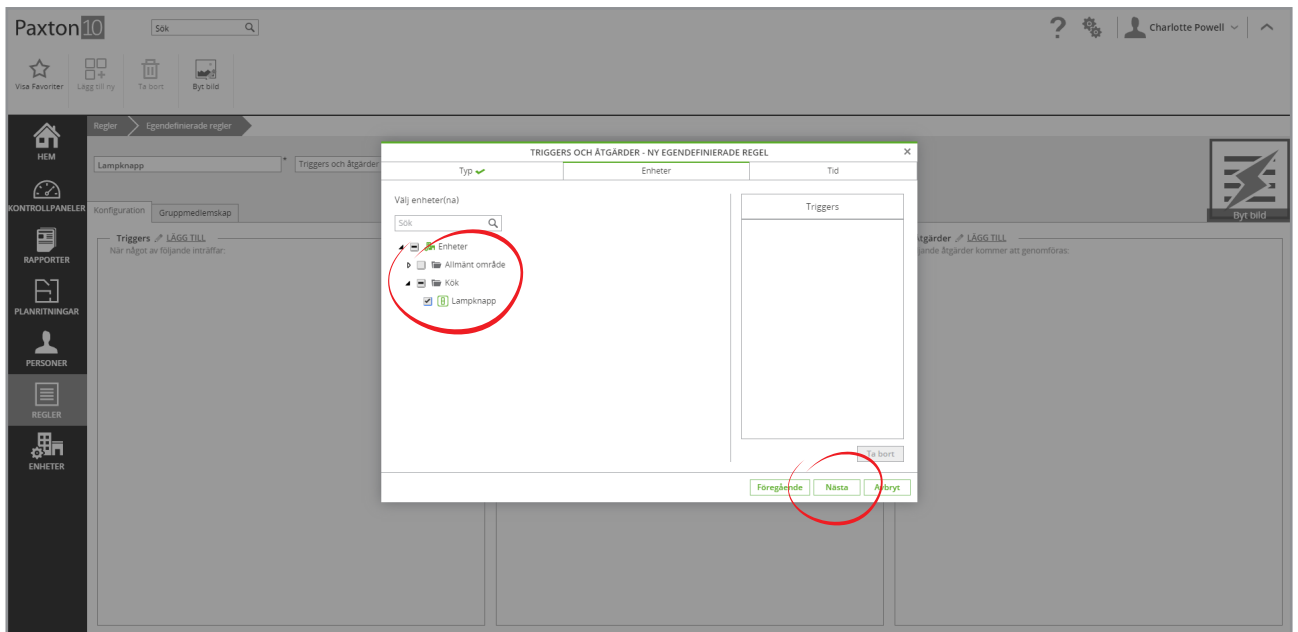 Paxton10
Sök
Charlotte Powell
Visa Favoriter
Lägg till ny
Ta bort
Byt bild
HEM
KONTROLLPANELER
RAPPORTER
PLANRITNINGAR
PERSONER
REGLER
ENHETER
Regler
Egendefinierade regler
Lampknapp
*
Triggers och åtgärder
Byt bild
Konfiguration
Gruppmedlemskap
Triggers LÄGG TILL
När något av följande inträffar:
tgärder LÄGG TILL
jande åtgärder kommer att genomföras:
TRIGGERS OCH ÅTGÄRDER - NY EGENDEFINIERADE REGEL
Typ
Enheter
Tid
Välj enheter(na)
Sök
Enheter
Allmänt område
Kök
Lampknapp
Triggers
Ta bort
Föregående
Nästa
Avbryt